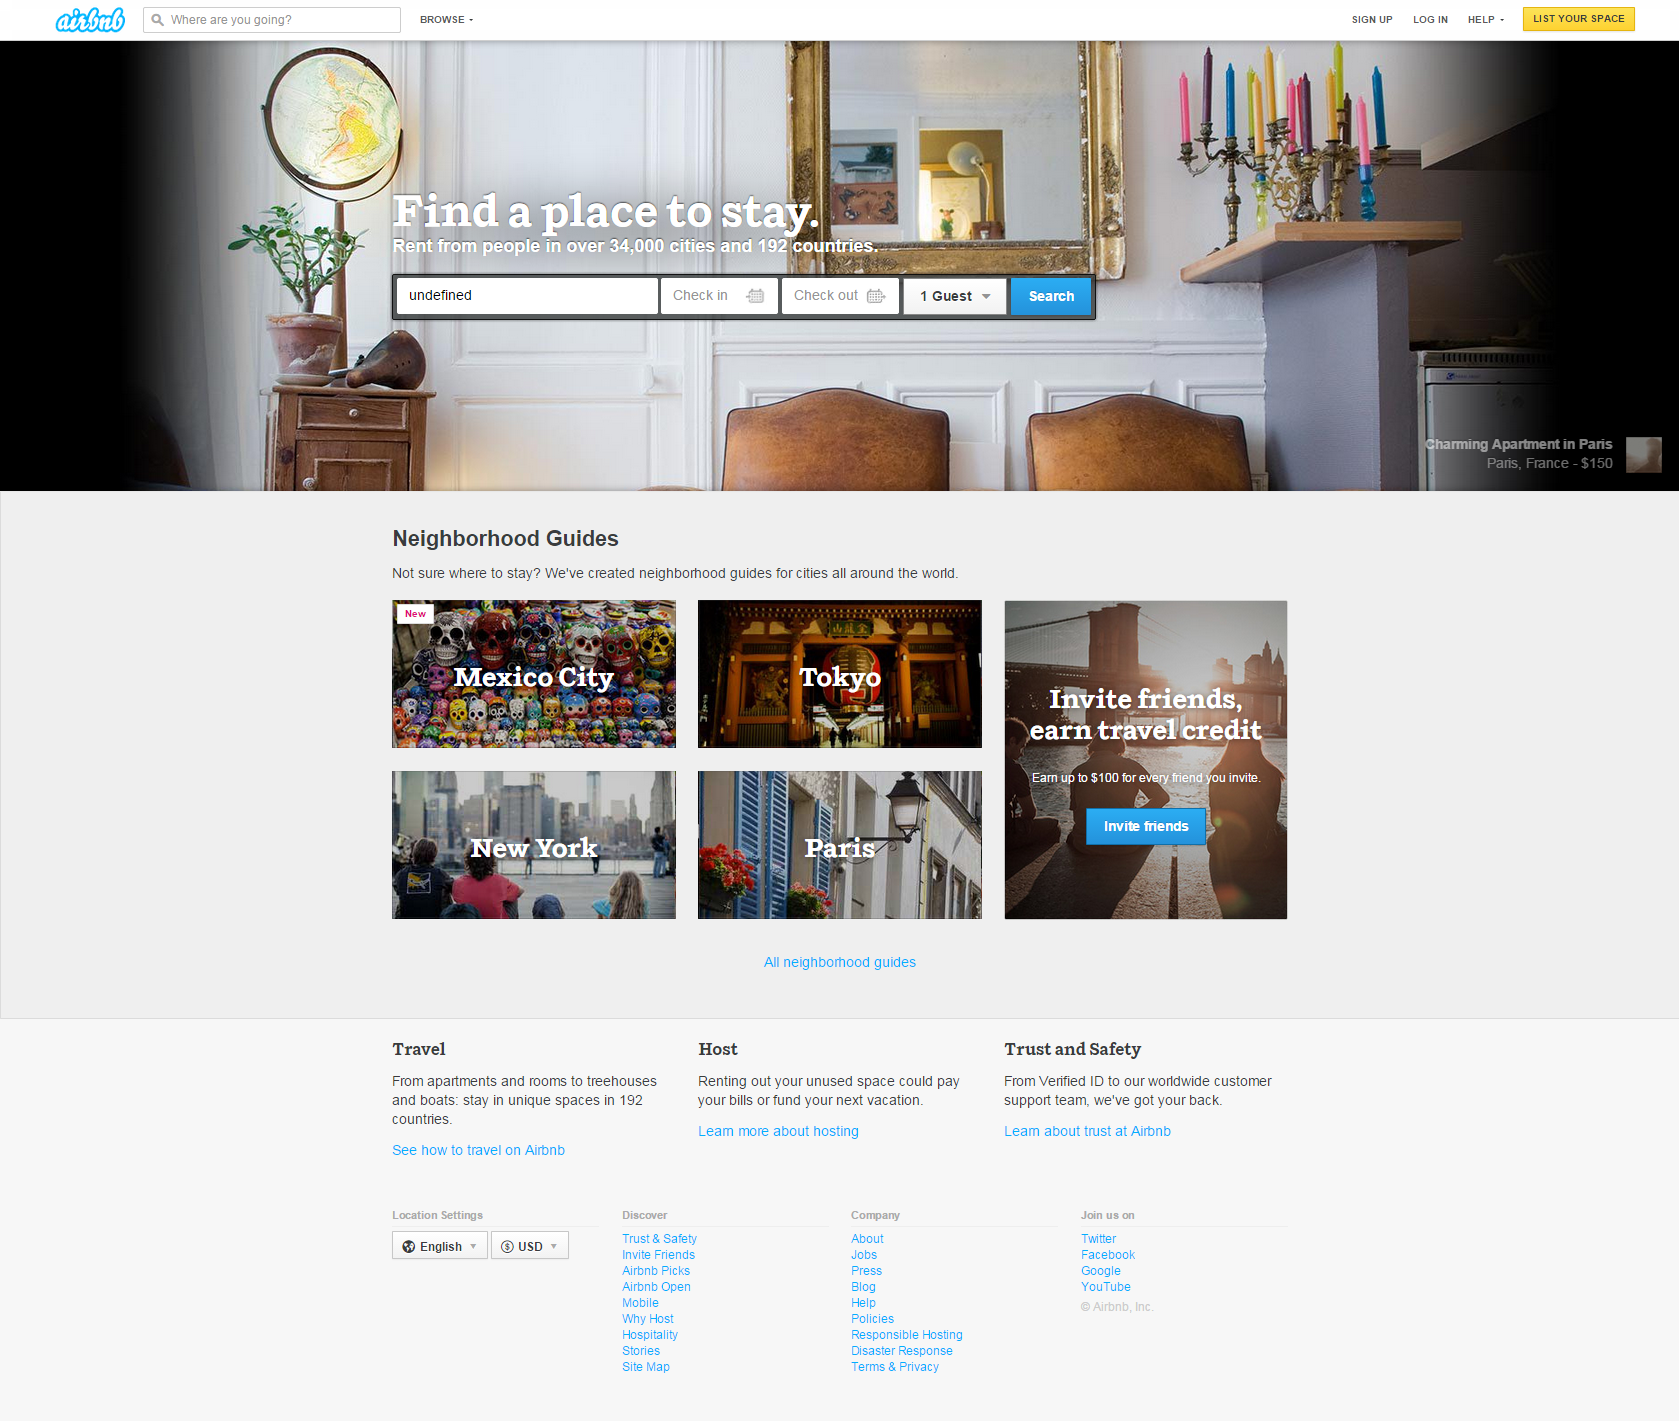 airbnb
Where are you going?
BROWSE
SIGN UP
LOG IN
HELP
LIST YOUR SPACE
Find a place to stay.
Rent from people in over 34,000 cities and 192 countries.
undefined
Check in
Check out
1 Guest
Search
Charming Apartment in Paris
Paris, France - $150
Neighborhood Guides
Not sure where to stay? We've created neighborhood guides for cities all around the world.
New
Mexico City
金龍山
Tokyo
New York
Paris
Invite friends,
earn travel credit
Earn up to $100 for every friend you invite.
Invite friends
All neighborhood guides
Travel
From apartments and rooms to treehouses
and boats: stay in unique spaces in 192
countries.
See how to travel on Airbnb
Host
Renting out your unused space could pay
your bills or fund your next vacation.
Learn more about hosting
Trust and Safety
From Verified ID to our worldwide customer
support team, we've got your back.
Learn about trust at Airbnb
Location Settings
English
$ USD
Discover
Trust & Safety
Invite Friends
Airbnb Picks
Airbnb Open
Mobile
Why Host
Hospitality
Stories
Site Map
Company
About
Jobs
Press
Blog
Help
Policies
Responsible Hosting
Disaster Response
Terms & Privacy
Join us on
Twitter
Facebook
Google
YouTube
© Airbnb, Inc.